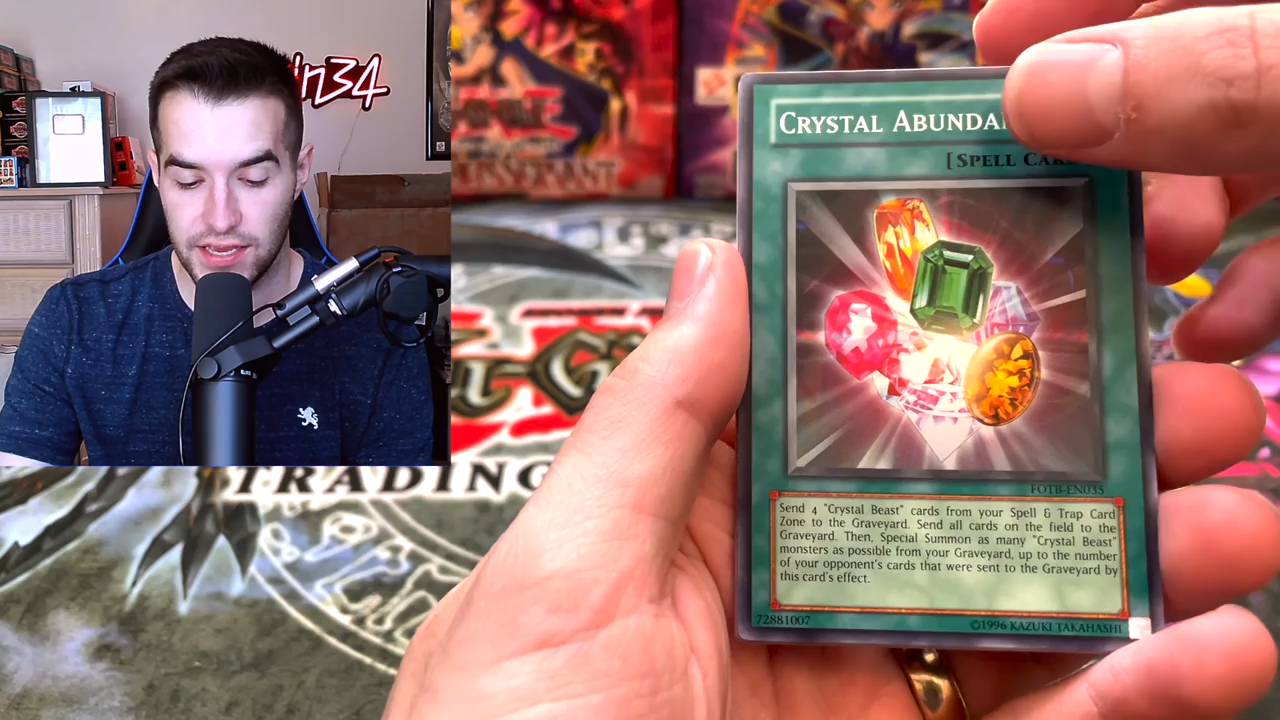 in34
CRYSTAL ABUNDA
[SPELL CAR
FOTB-EN035
Send 4 "Crystal Beast" cards from your Spell & Trap Card
Zone to the Graveyard. Send all cards on the field to the
Graveyard. Then, Special Summon as many "Crystal Beast"
monsters as possible from your Graveyard, up to the number
of your opponent's cards that were sent to the Graveyard by
this card's effect.
72881007
©1996 KAZUKI TAKAHASHI
TRADING